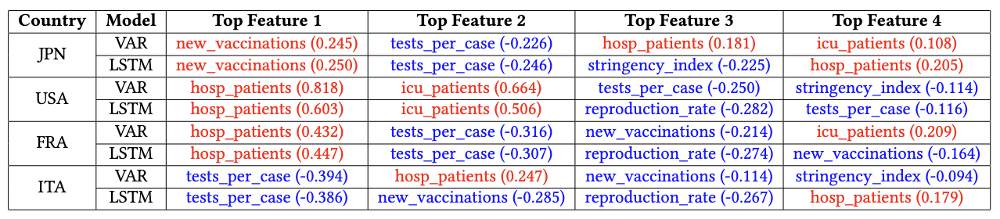 Country Model Top Feature 1 Top Feature 2 Top Feature 3 Top Feature 4
JPN VAR new_vaccinations (0.245) tests_per_case (-0.226) hosp_patients (0.181) icu_patients (0.108)
LSTM new_vaccinations (0.250) tests_per_case (-0.246) stringency_index (-0.225) hosp_patients (0.205)
USA VAR hosp_patients (0.818) icu_patients (0.664) tests_per_case (-0.250) stringency_index (-0.114)
LSTM hosp_patients (0.603) icu_patients (0.506) reproduction_rate (-0.282) tests_per_case (-0.116)
FRA VAR hosp_patients (0.432) tests_per_case (-0.316) new_vaccinations (-0.214) icu_patients (0.209)
LSTM hosp_patients (0.447) tests_per_case (-0.307) reproduction_rate (-0.274) new_vaccinations (-0.164)
ITA VAR tests_per_case (-0.394) hosp_patients (0.247) new_vaccinations (-0.114) stringency_index (-0.094)
LSTM tests_per_case (-0.386) new_vaccinations (-0.285) reproduction_rate (-0.267) hosp_patients (0.179)